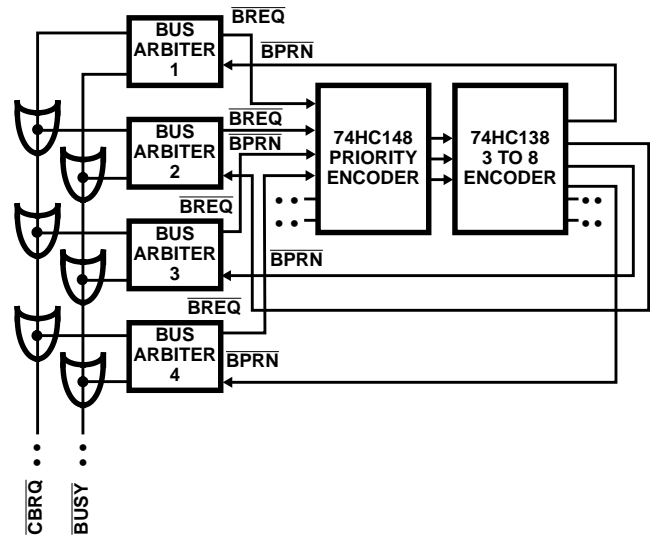 BREQ
BUS
ARBITER
1
BPRN
BREQ
BUS
ARBITER
2
BPRN
74HC148
PRIORITY
ENCODER
74HC138
3 TO 8
ENCODER
BREQ
BUS
ARBITER
3
BPRN
BREQ
BUS
ARBITER
4
BPRN
CBRQ
BUSY